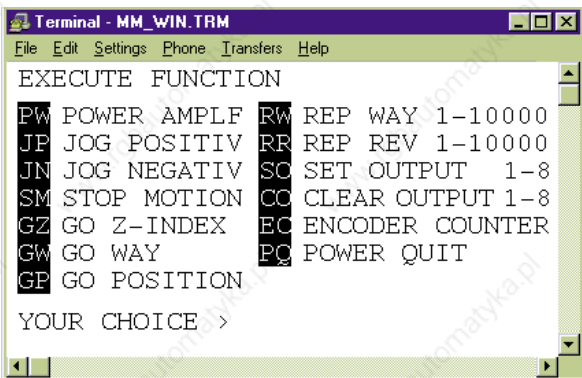 Terminal - MM_WIN.TRM
File Edit Settings Phone Transfers Help
EXECUTE FUNCTION
PW POWER AMPLF RW REP WAY 1-10000
JP JOG POSITIV RR REP REV 1-10000
JN JOG NEGATIV SO SET OUTPUT 1-8
SM STOP MOTION CO CLEAR OUTPUT 1-8
GZ GO Z-INDEX EC ENCODER COUNTER
GW GO WAY PQ POWER QUIT
GP GO POSITION
YOUR CHOICE >